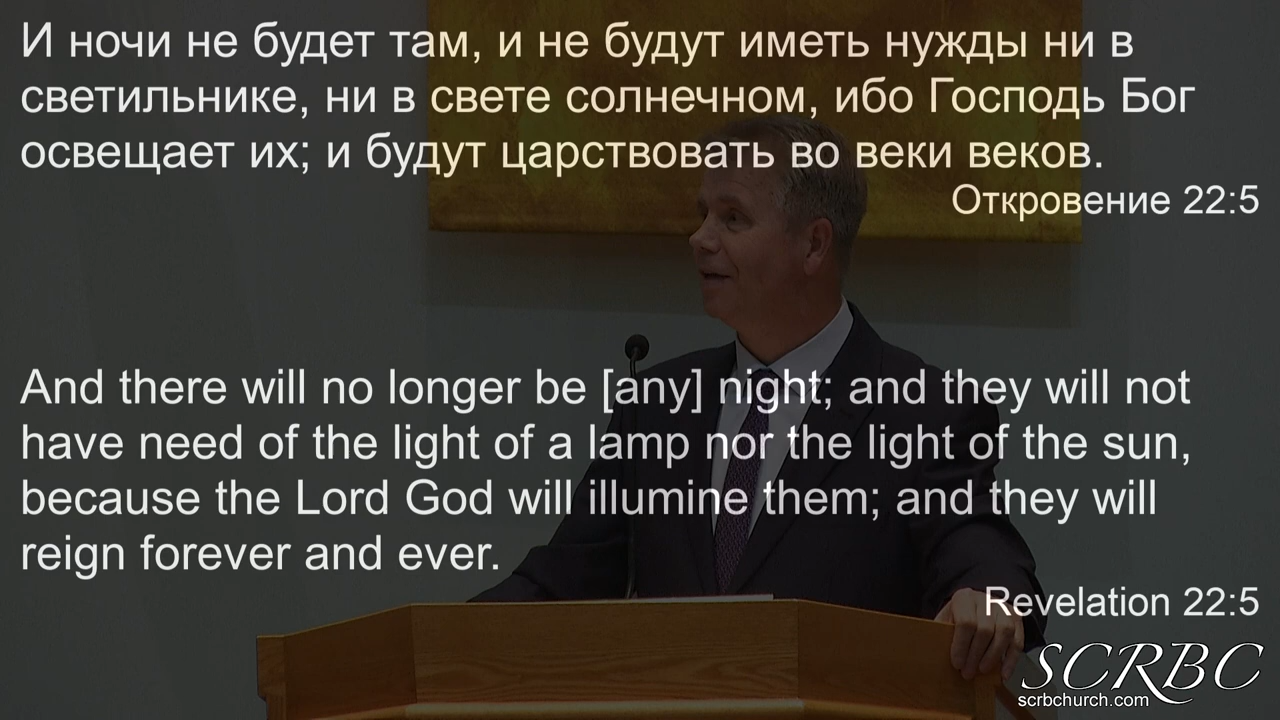 И ночи не будет там, и не будут иметь нужды ни в
светильнике, ни в свете солнечном, ибо Господь Бог
освещает их; и будут царствовать во веки веков.
Откровение 22:5
And there will no longer be [any] night; and they will not
have need of the light of a lamp nor the light of the sun,
because the Lord God will illumine them; and they will
reign forever and ever.
Revelation 22:5
SCRBC
scrbchurch.com